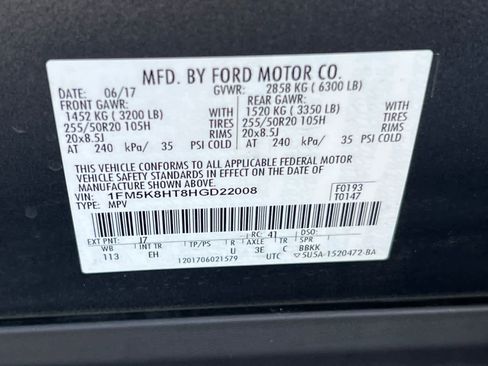 MFD. BY FORD MOTOR CO.
DATE: 06/17 GVWR: 2858 KG ( 6300 LB)
FRONT GAWR: REAR GAWR:
1452 KG ( 3200 LB) 1520 KG ( 3350 LB)
255/50R20 105H TIRES 255/50R20 105H
20x8.5J RIMS 20x8.5J
AT 240 kPa/ 35 PSI COLD AT 240 kPa/ 35 PSI COLD
THIS VEHICLE CONFORMS TO ALL APPLICABLE FEDERAL MOTOR
VEHICLE SAFETY STANDARDS IN EFFECT ON THE DATE OF
MANUFACTURE SHOWN ABOVE.
VIN: 1FM5K8HT8HGD22008 F0193
TYPE: MPV T0147
EXT PNT: J7 RC: 41 DSO:
WB INT TR TP/PS R AXLE TR SPR
113 EH U 3E C BBKK
1201706021579 UTC 5U5A-1520472-BA